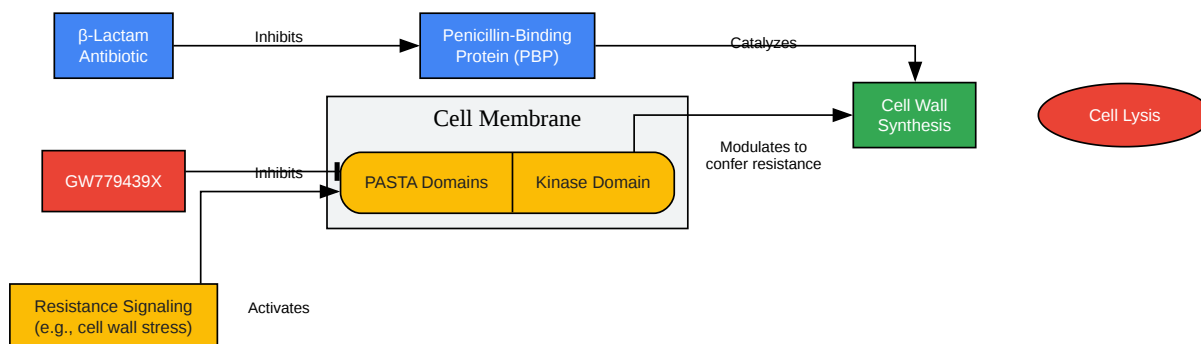 β-Lactam
Antibiotic
Inhibits
Penicillin-Binding
Protein (PBP)
Catalyzes
Cell Wall
Synthesis
Cell Lysis
Cell Membrane
GW779439X
Inhibits
PASTA Domains
Kinase Domain
Modulates to
confer resistance
Resistance Signaling
(e.g., cell wall stress)
Activates